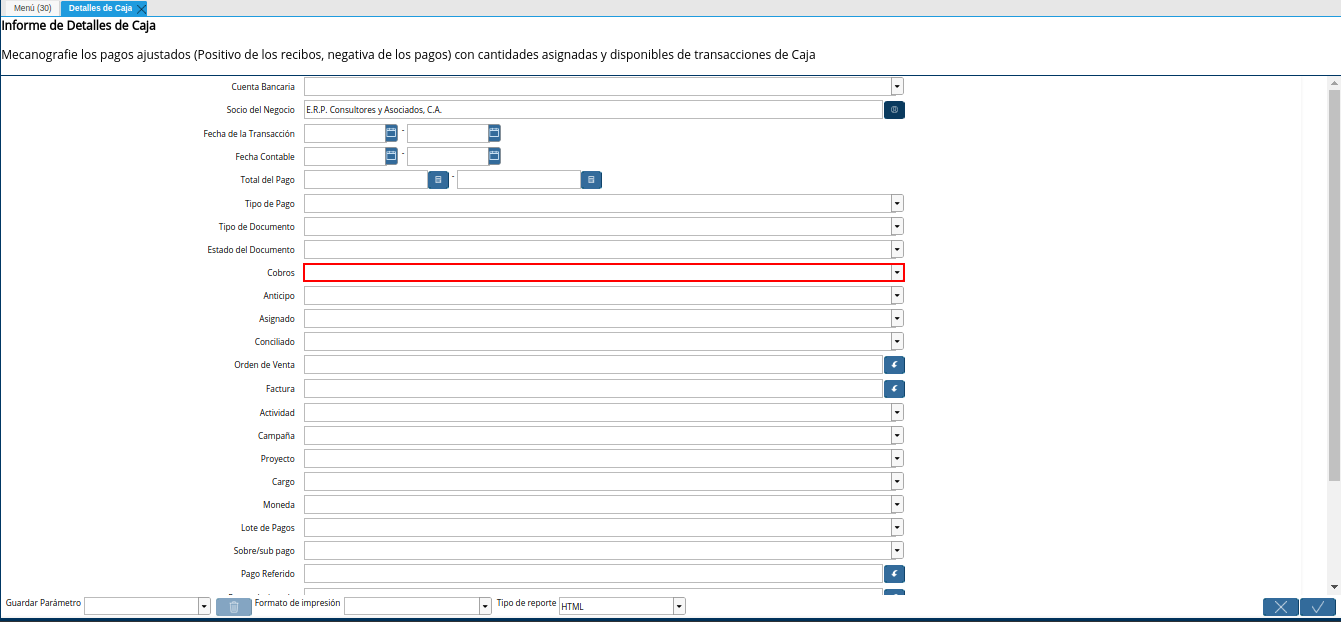 Menú (30) Detalles de Caja
Informe de Detalles de Caja
Mecanografie los pagos ajustados (Positivo de los recibos, negativa de los pagos) con cantidades asignadas y disponibles de transacciones de Caja
Cuenta Bancaria
Socio del Negocio E.R.P. Consultores y Asociados, C.A.
Fecha de la Transacción -
Fecha Contable -
Total del Pago -
Tipo de Pago
Tipo de Documento
Estado del Documento
Cobros
Anticipo
Asignado
Conciliado
Orden de Venta
Factura
Actividad
Campaña
Proyecto
Cargo
Moneda
Lote de Pagos
Sobre/sub pago
Pago Referido
Guardar Parámetro Formato de impresión Tipo de reporte HTML